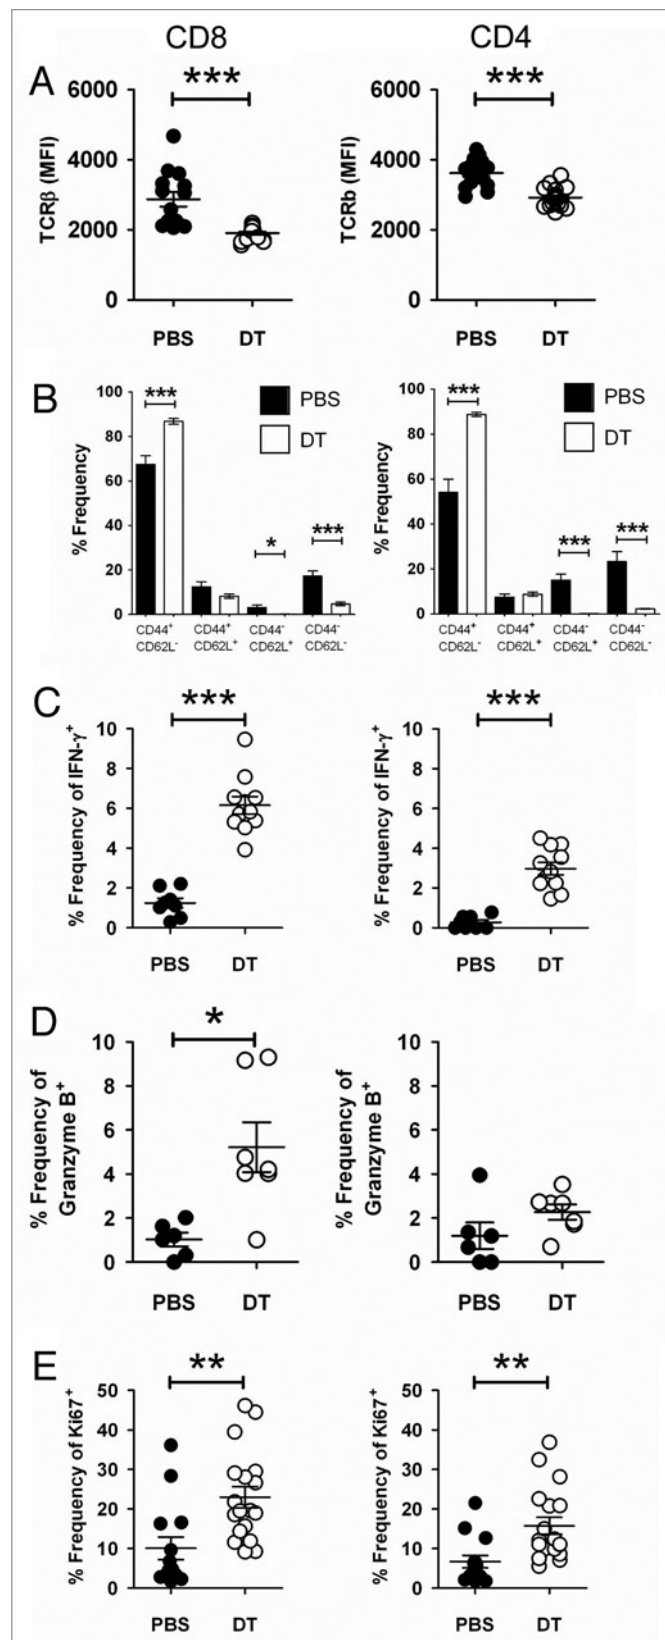 CD8 CD4
A
*** ***
6000 6000
4000 4000
2000 2000
0 0
TCRβ (MFI) TCRb (MFI)
PBS DT PBS DT
B
100 100
80 80
60 60
40 40
20 20
0 0
% Frequency % Frequency
*** * *** *** *** ***
PBS PBS
DT DT
CD44⁺ CD44⁺ CD44⁻ CD44⁻ CD44⁺ CD44⁺ CD44⁻ CD44⁻
CD62L⁻ CD62L⁺ CD62L⁺ CD62L⁻ CD62L⁻ CD62L⁺ CD62L⁺ CD62L⁻
C
*** ***
10 10
8 8
6 6
4 4
2 2
0 0
% Frequency of IFN-γ⁺ % Frequency of IFN-γ⁺
PBS DT PBS DT
D
*
10 10
8 8
6 6
4 4
2 2
0 0
% Frequency of % Frequency of
Granzyme B⁺ Granzyme B⁺
PBS DT PBS DT
E
** **
50 50
40 40
30 30
20 20
10 10
0 0
% Frequency of Ki67⁺ % Frequency of Ki67⁺
PBS DT PBS DT